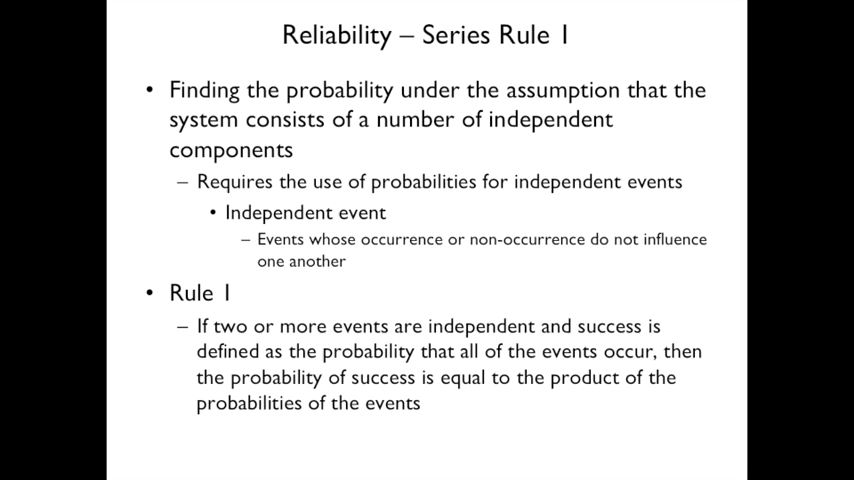 Reliability – Series Rule 1
• Finding the probability under the assumption that the
system consists of a number of independent
components
– Requires the use of probabilities for independent events
• Independent event
– Events whose occurrence or non-occurrence do not influence
one another
• Rule 1
– If two or more events are independent and success is
defined as the probability that all of the events occur, then
the probability of success is equal to the product of the
probabilities of the events